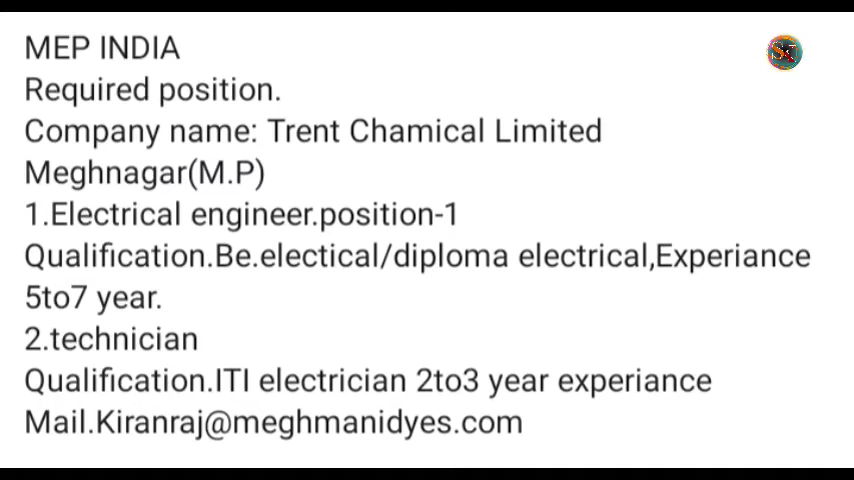 MEP INDIA
Required position.
Company name: Trent Chamical Limited
Meghnagar(M.P)
1.Electrical engineer.position-1
Qualification.Be.electical/diploma electrical,Experiance
5to7 year.
2.technician
Qualification.ITI electrician 2to3 year experiance
Mail.Kiranraj@meghmanidyes.com